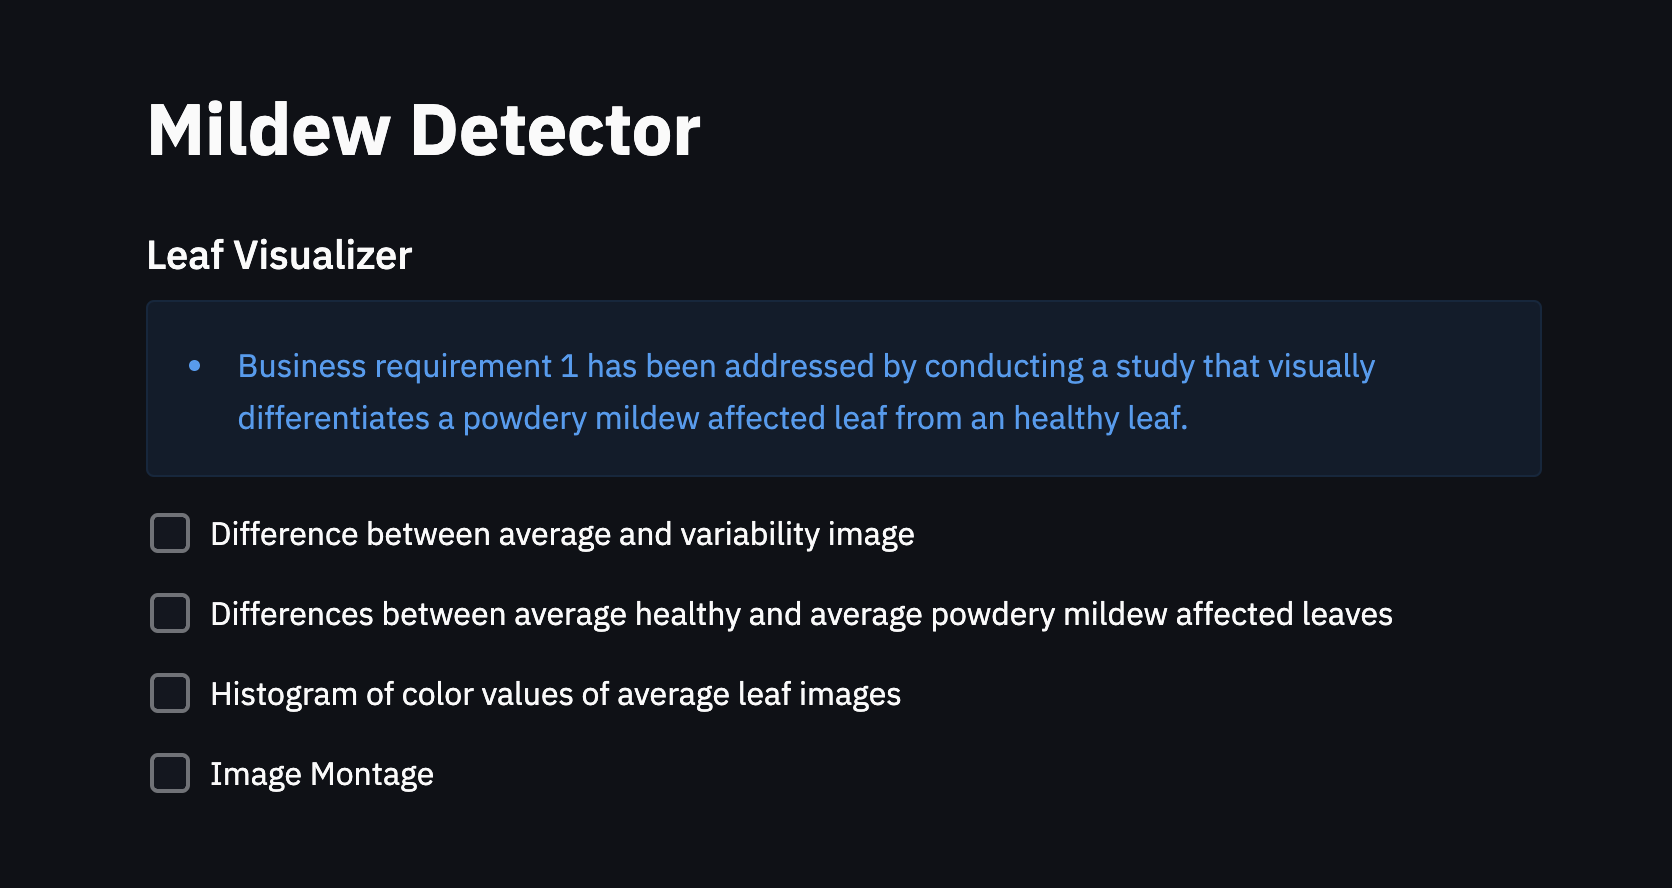 Mildew Detector
Leaf Visualizer
• Business requirement 1 has been addressed by conducting a study that visually
differentiates a powdery mildew affected leaf from an healthy leaf.
Difference between average and variability image
Differences between average healthy and average powdery mildew affected leaves
Histogram of color values of average leaf images
Image Montage